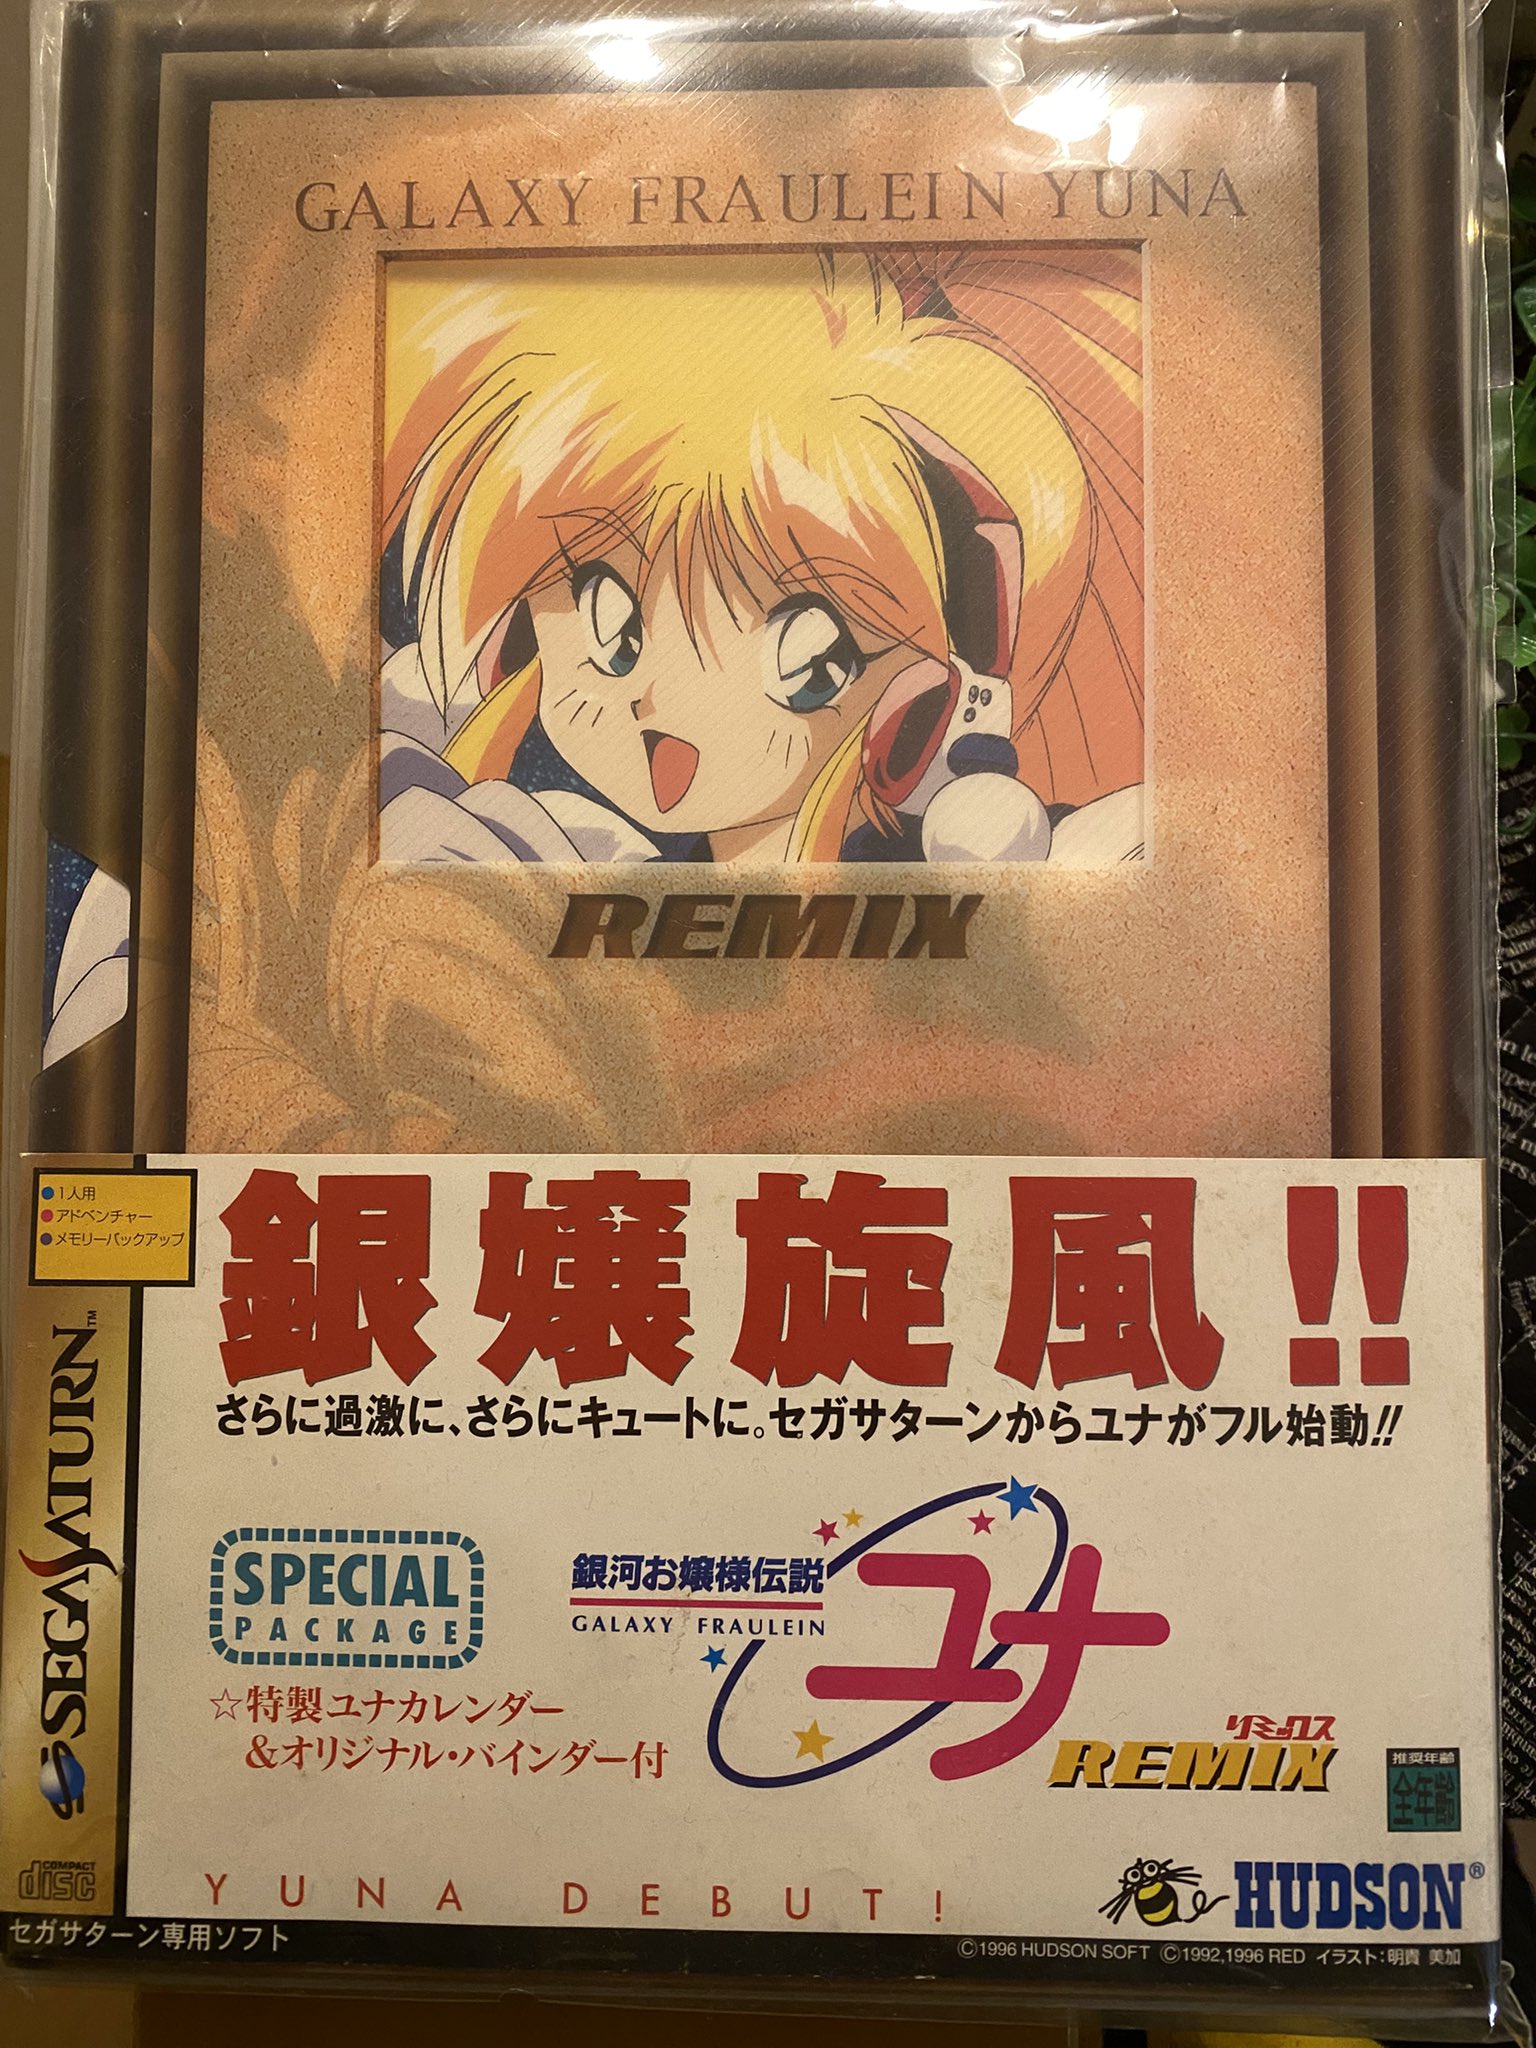 GALAXY FRAULEIN YUNA
REMIX
●1人用
●アドベンチャー
●メモリーバックアップ
SEGA SATURN™
COMPACT
disc
銀嬢旋風!!
さらに過激に、さらにキュートに。セガサターンからユナがフル始動!!
SPECIAL
PACKAGE
☆特製ユナカレンダー
&オリジナル・バインダー付
銀河お嬢様伝説
GALAXY FRAULEIN
ユナ
リミックス
REMIX
推奨年齢
全年齢
YUNA DEBUT!
HUDSON®
セガサターン専用ソフト
©1996 HUDSON SOFT ©1992,1996 RED イラスト:明貴 美加